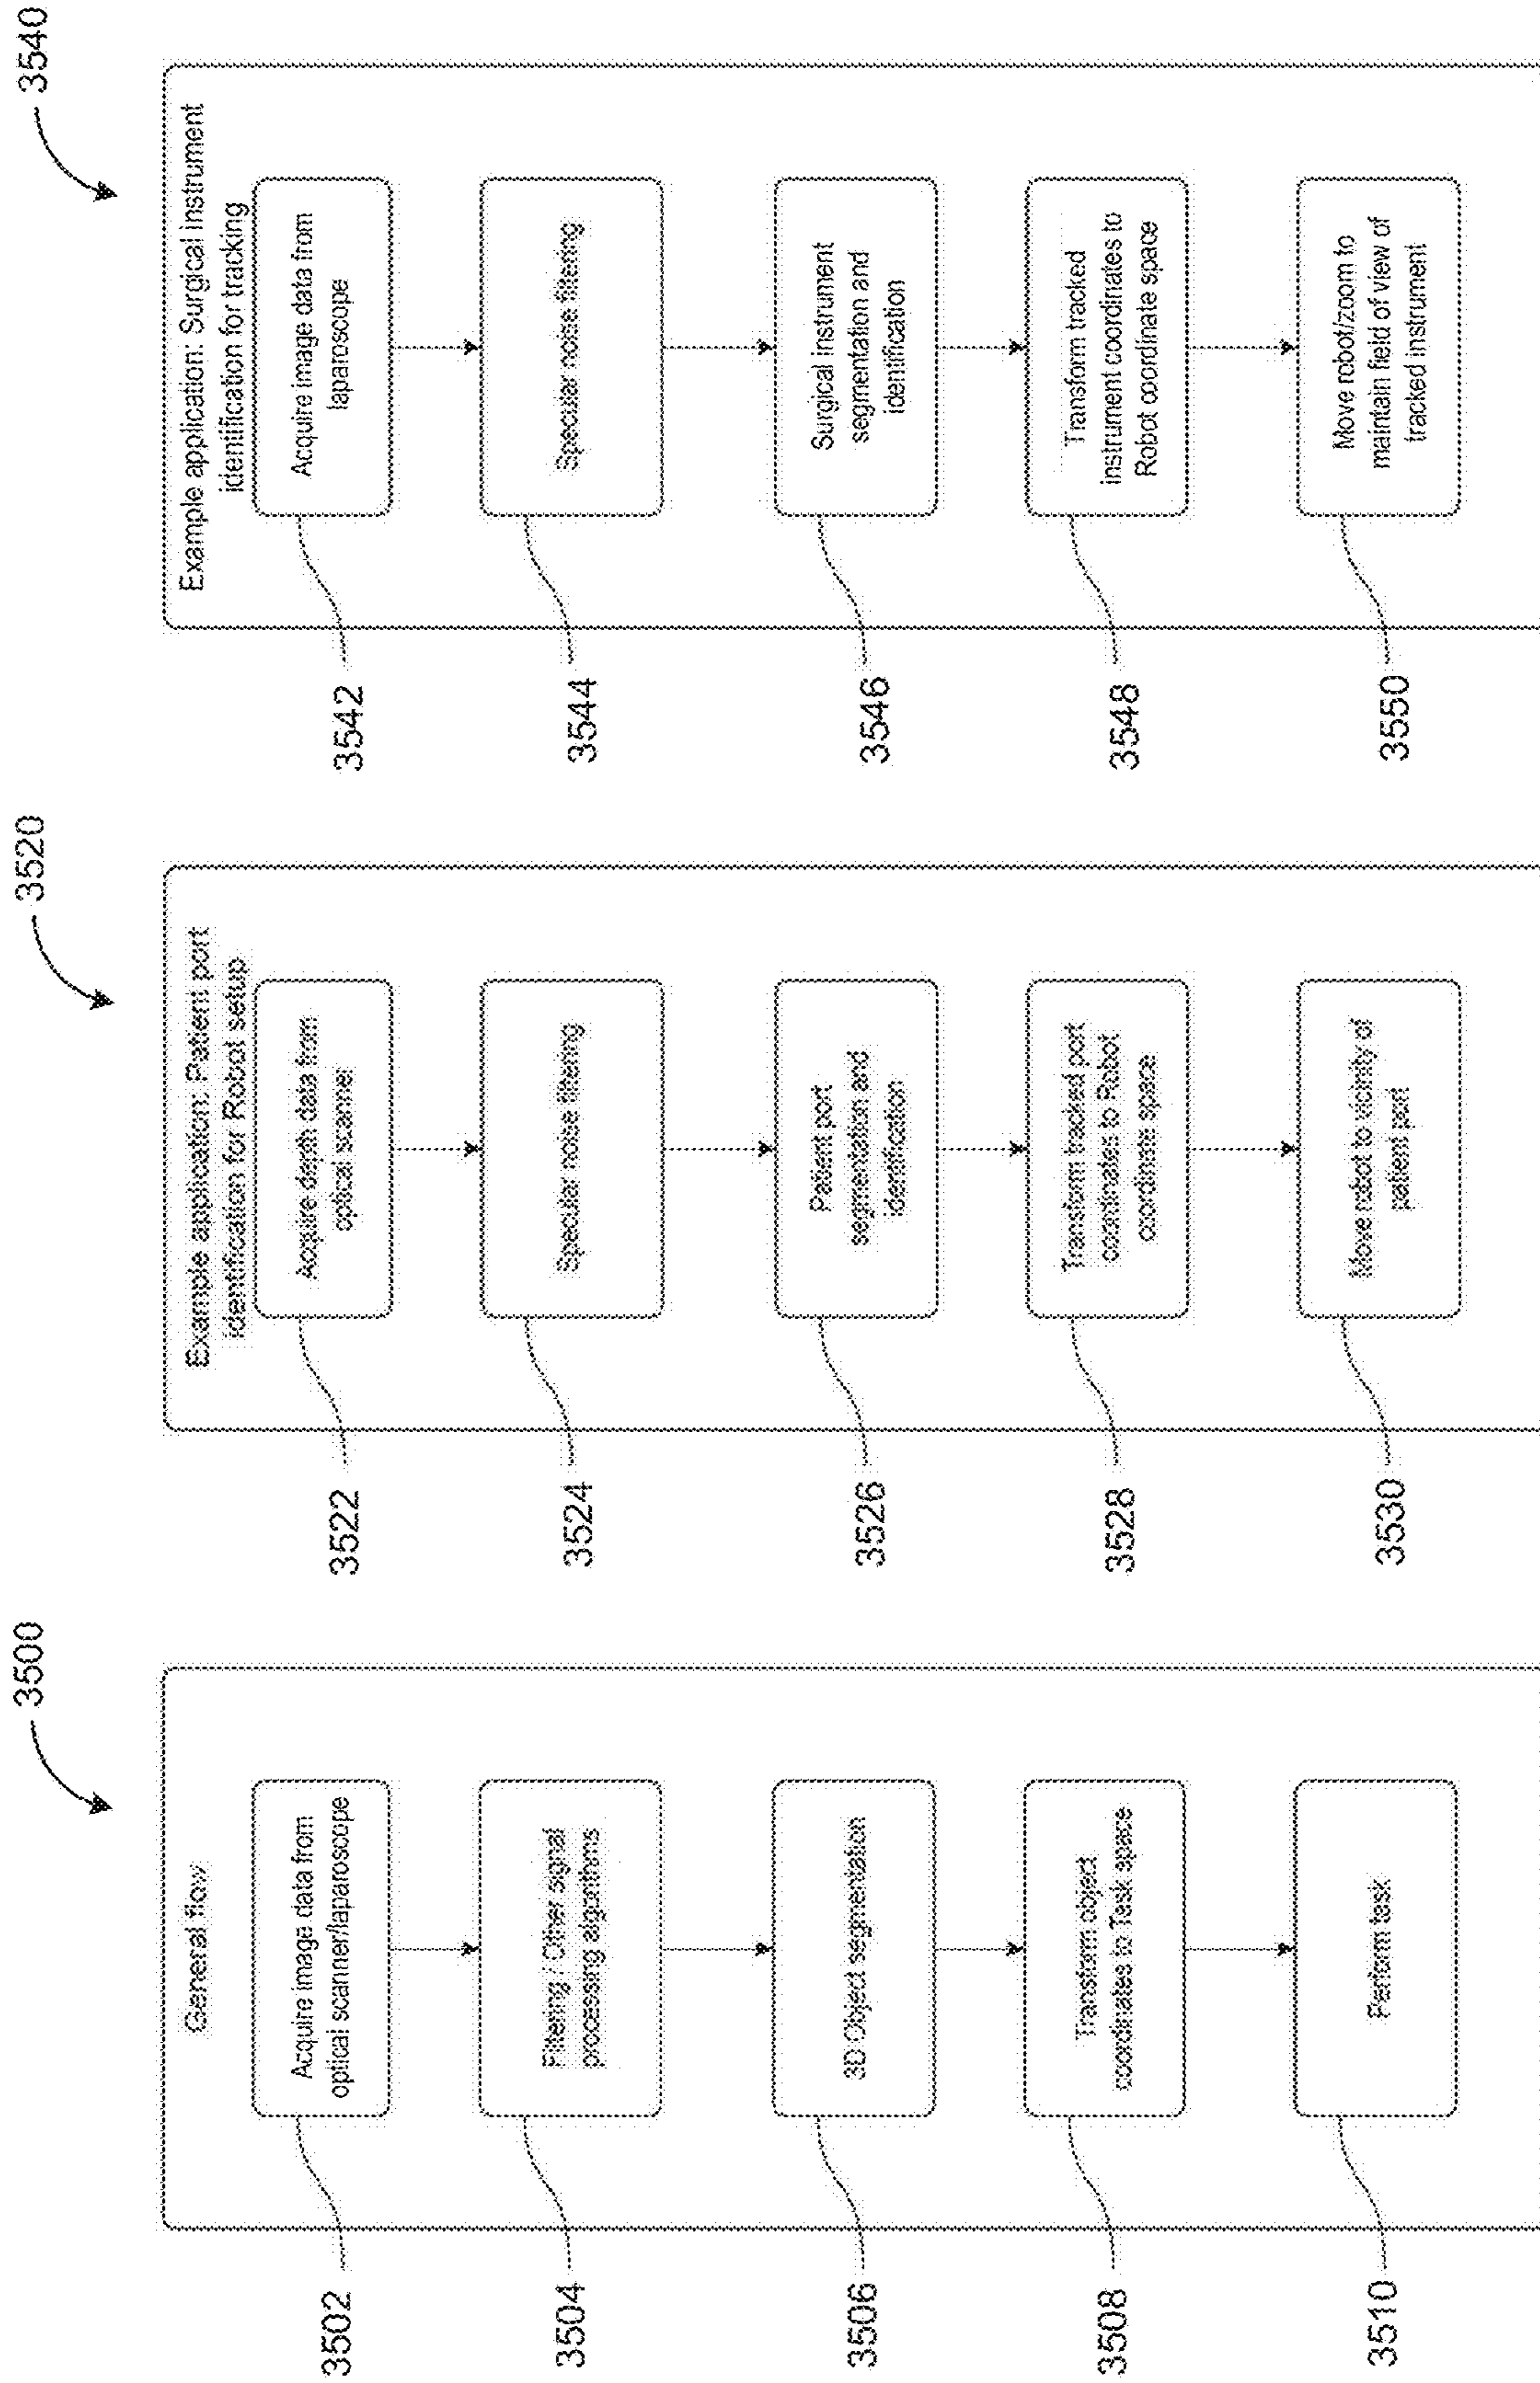 3500
General flow
3502
Acquire image data from
optical scanner/laparoscope
3504
Filtering / Other signal
processing algorithms
3506
3D Object segmentation
3508
Transform object
coordinates to Task space
3510
Perform task
3520
Example application: Patient port
identification for Robot setup
3522
Acquire depth data from
optical scanner
3524
Specular noise filtering
3526
Patient port
segmentation and
identification
3528
Transform tracked port
coordinates to Robot
coordinate space
3530
Move robot to vicinity of
patient port
3540
Example application: Surgical instrument
identification for tracking
3542
Acquire image data from
laparoscope
3544
Specular noise filtering
3546
Surgical instrument
segmentation and
identification
3548
Transform tracked
instrument coordinates to
Robot coordinate space
3550
Move robot/zoom to
maintain field of view of
tracked instrument